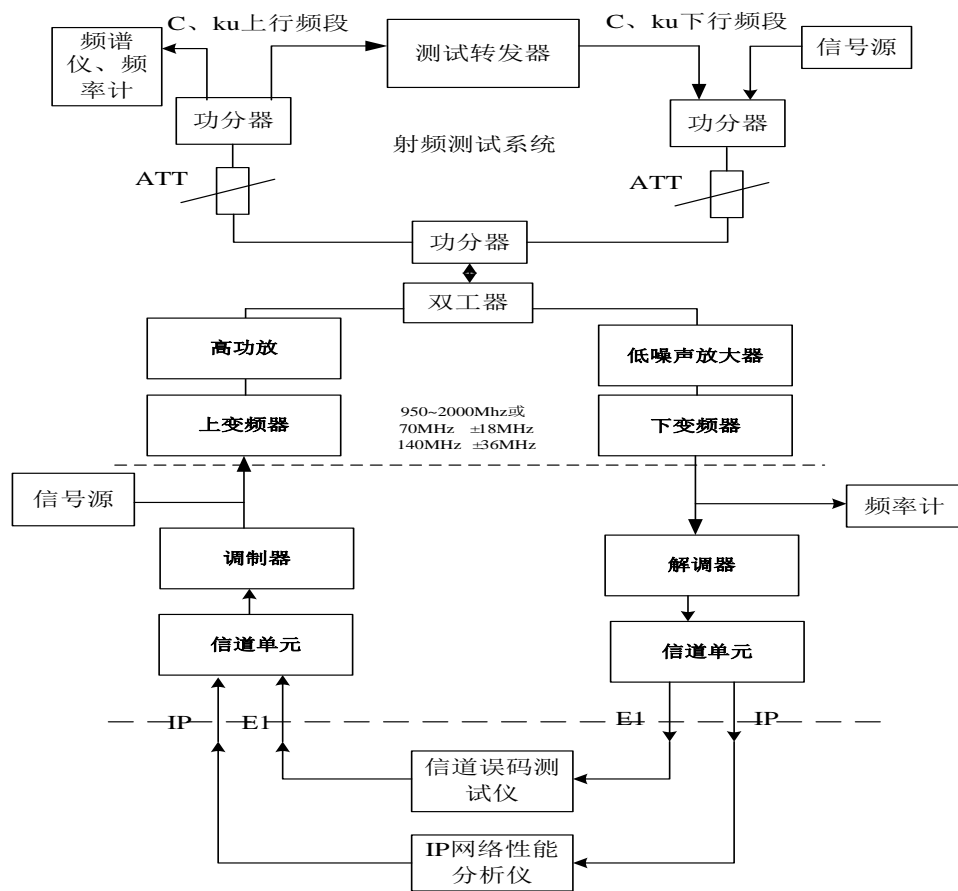 C、ku上行频段
C、ku下行频段
频谱
仪、频
率计
测试转发器
信号源
功分器
功分器
射频测试系统
ATT
ATT
功分器
双工器
高功放
低噪声放大器
上变频器
950~2000Mhz或
70MHz ±18MHz
140MHz ±36MHz
下变频器
信号源
频率计
调制器
解调器
信道单元
信道单元
IP
E1
E1
IP
信道误码测
试仪
IP网络性能
分析仪